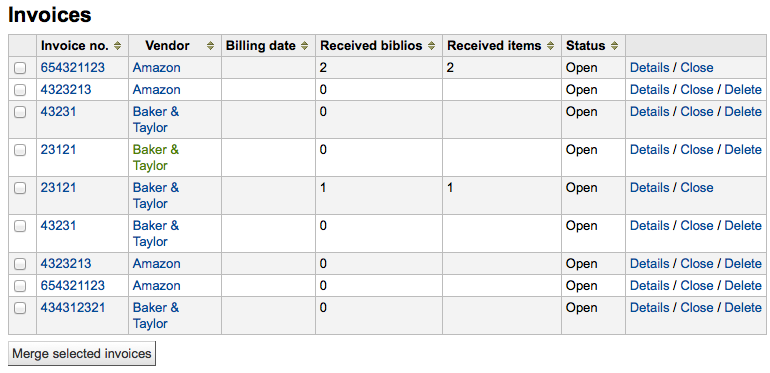 Invoices
Invoice no. Vendor Billing date Received biblios Received items Status
654321123 Amazon 2 2 Open Details / Close
4323213 Amazon 0 Open Details / Close / Delete
43231 Baker & 0 Open Details / Close / Delete
Taylor
23121 Baker & 0 Open Details / Close / Delete
Taylor
23121 Baker & 1 1 Open Details / Close
Taylor
43231 Baker & 0 Open Details / Close / Delete
Taylor
4323213 Amazon 0 Open Details / Close / Delete
654321123 Amazon 0 Open Details / Close / Delete
434312321 Baker & 0 Open Details / Close / Delete
Taylor
Merge selected invoices